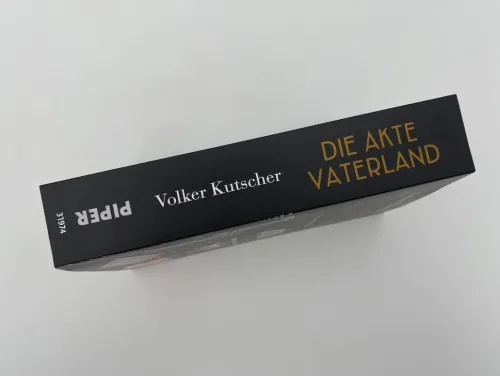 DIE AKTE
VATERLAND
Volker Kutscher
PIPER
31974